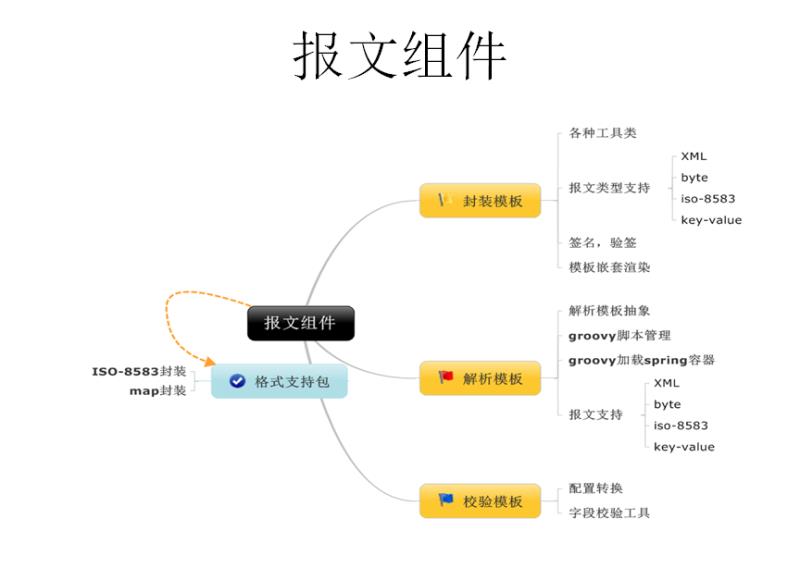 报文组件
各种工具类
XML
byte
报文类型支持
iso-8583
封装模板
key-value
签名，验签
模板嵌套渲染
解析模板抽象
报文组件
groovy脚本管理
groovy加载spring容器
ISO-8583封装
格式支持包
map封装
解析模板
XML
byte
报文支持
iso-8583
key-value
配置转换
校验模板
字段校验工具